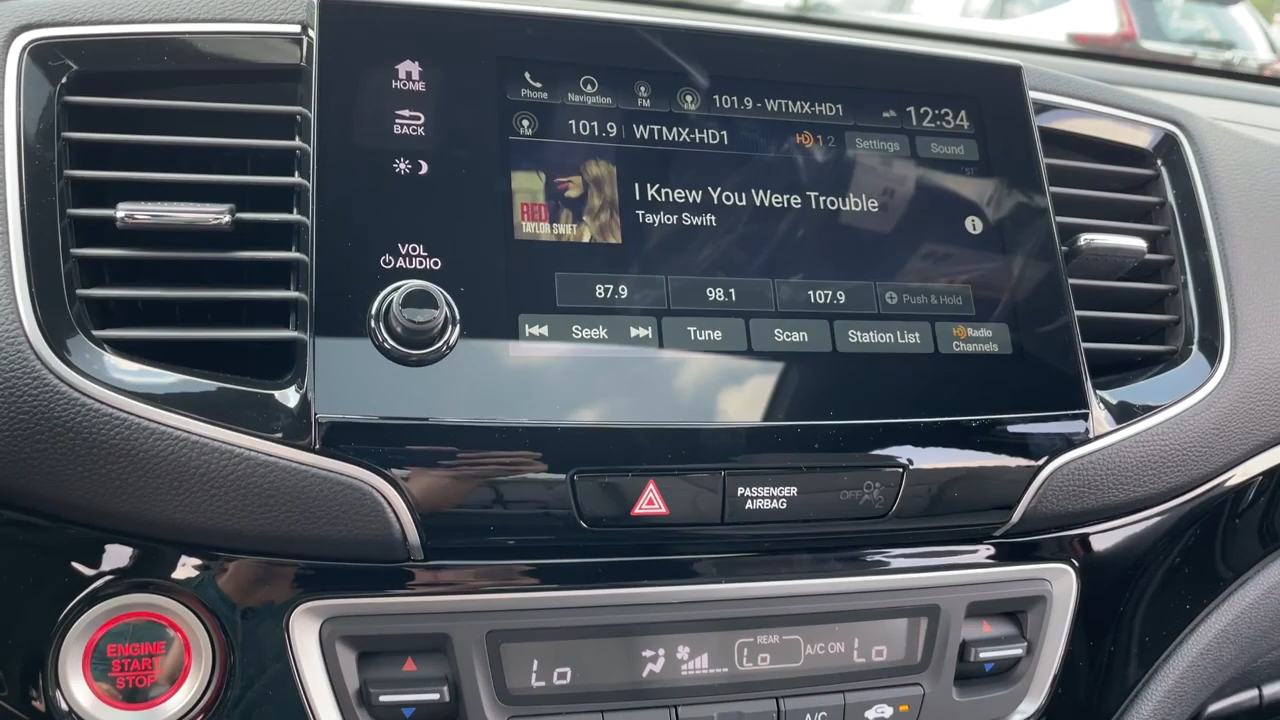 HOME
BACK
VOL
AUDIO
Phone
Navigation
FM
FM
101.9 - WTMX-HD1
12:34
FM
101.9 | WTMX-HD1
HD 1 2
Settings
Sound
"ST"
RED
TAYLOR SWIFT
I Knew You Were Trouble
Taylor Swift
i
87.9
98.1
107.9
+ Push & Hold
Seek
Tune
Scan
Station List
HD Radio
Channels
PASSENGER
AIRBAG
OFF
2
ENGINE
START
STOP
Lo
REAR
Lo
A/C ON
Lo
A/C